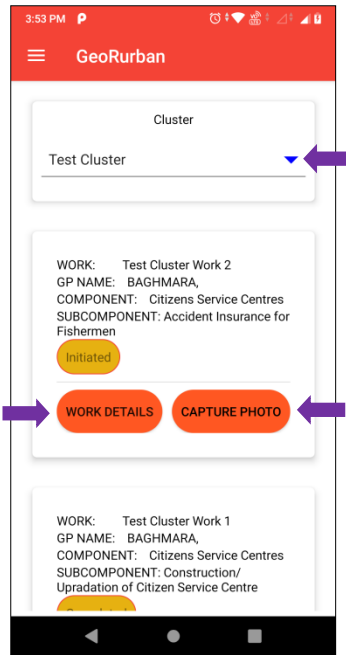 3:53 PM
GeoRurban
Cluster
Test Cluster
WORK: Test Cluster Work 2
GP NAME: BAGHMARA,
COMPONENT: Citizens Service Centres
SUBCOMPONENT: Accident Insurance for
Fishermen
Initiated
WORK DETAILS CAPTURE PHOTO
WORK: Test Cluster Work 1
GP NAME: BAGHMARA,
COMPONENT: Citizens Service Centres
SUBCOMPONENT: Construction/
Upradation of Citizen Service Centre